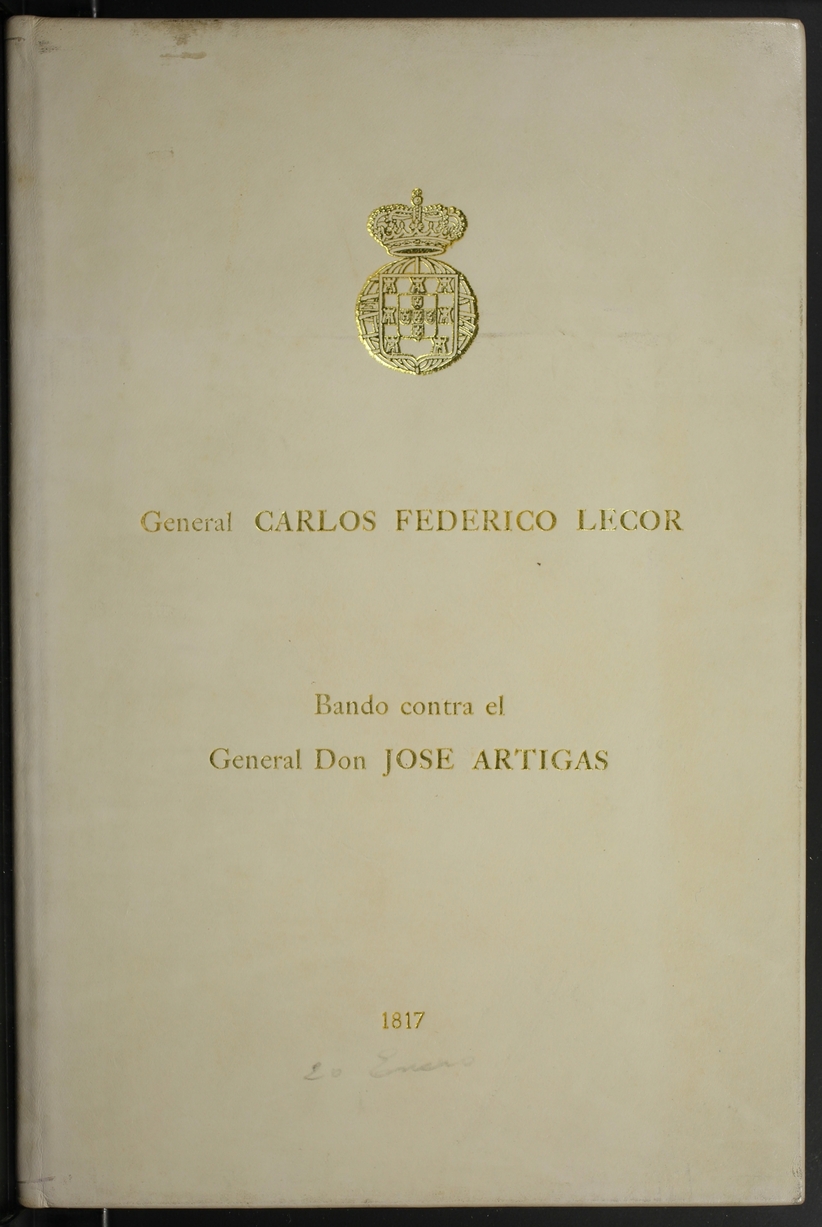 General CARLOS FEDERICO LECOR
Bando contra el
General Don JOSE ARTIGAS
1817
20 Enero